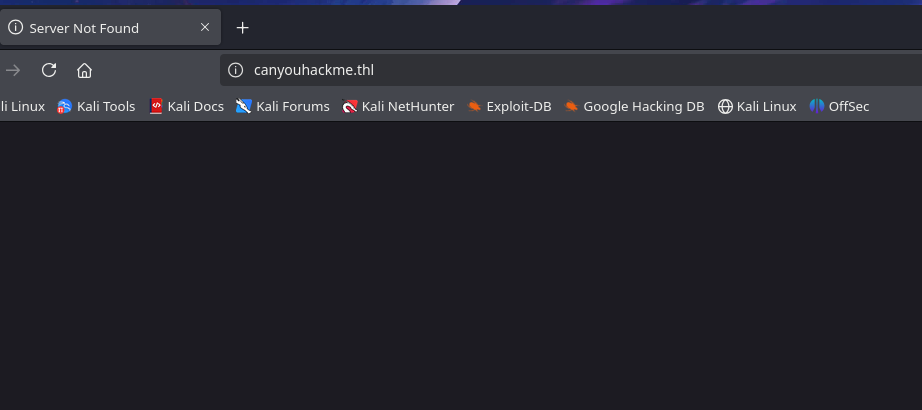 Server Not Found
canyouhackme.thl
li Linux Kali Tools Kali Docs Kali Forums Kali NetHunter Exploit-DB Google Hacking DB Kali Linux OffSec